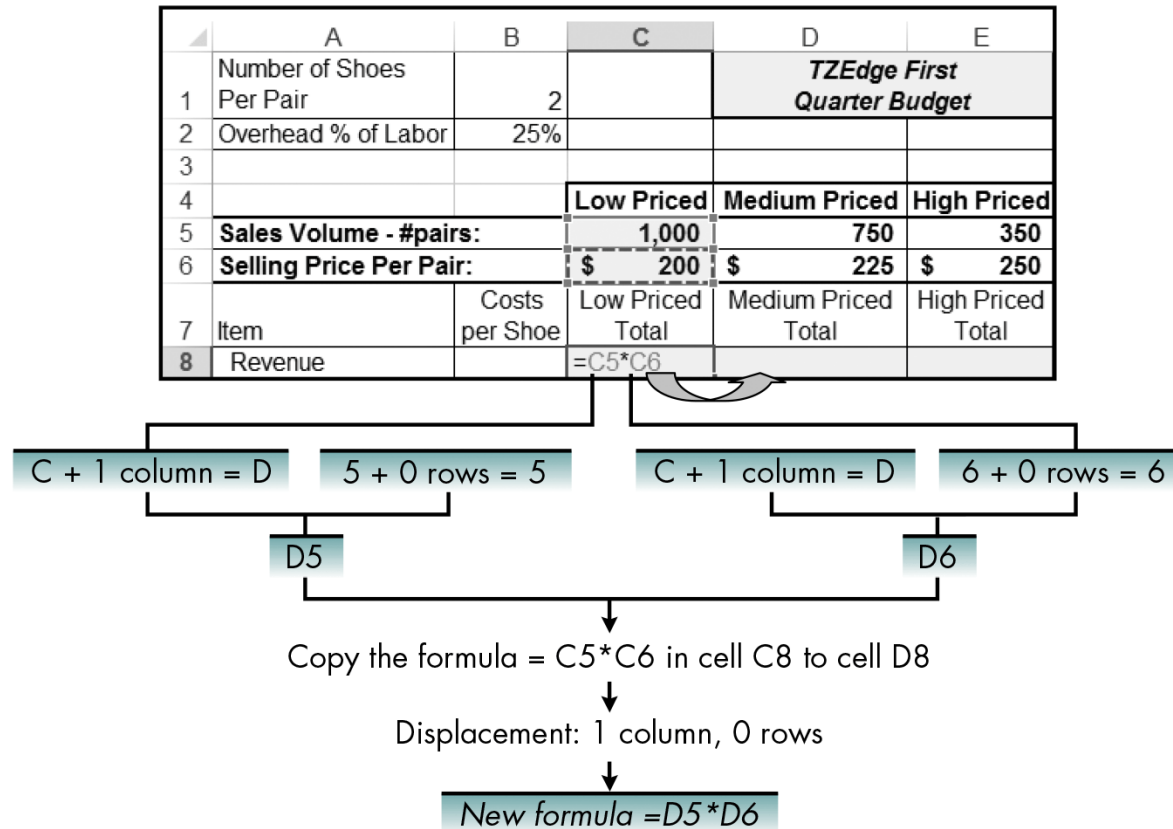 A B C D E
Number of Shoes TZEdge First
1 Per Pair 2 Quarter Budget
2 Overhead % of Labor 25%
3
4 Low Priced Medium Priced High Priced
5 Sales Volume - #pairs: 1,000 750 350
6 Selling Price Per Pair: $ 200 $ 225 $ 250
Costs Low Priced Medium Priced High Priced
7 Item per Shoe Total Total Total
8 Revenue =C5*C6
C + 1 column = D 5 + 0 rows = 5 C + 1 column = D 6 + 0 rows = 6
D5 D6
Copy the formula = C5*C6 in cell C8 to cell D8
Displacement: 1 column, 0 rows
New formula =D5*D6